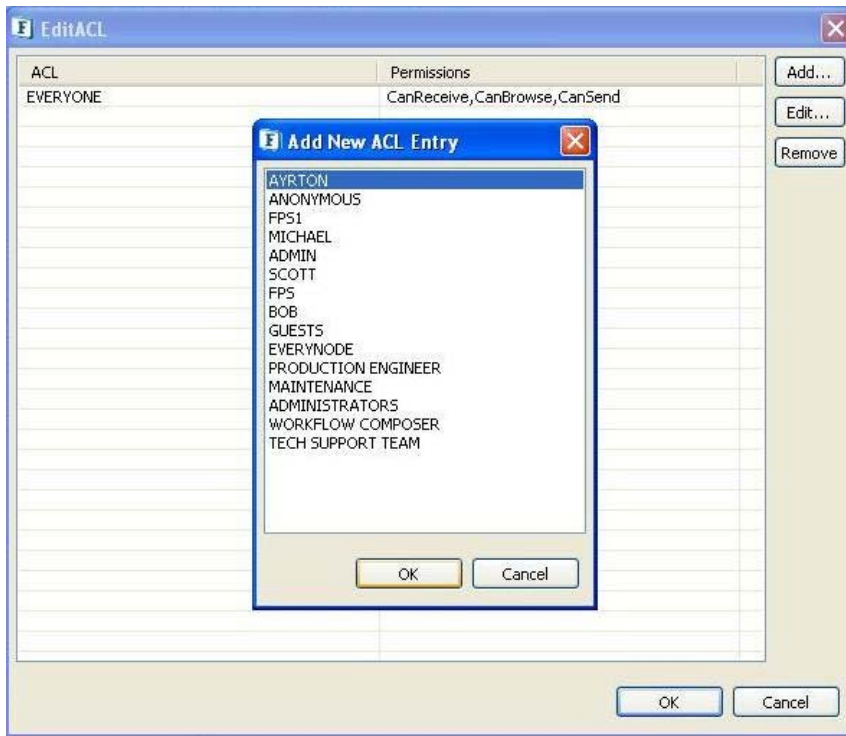 EditACL
ACL Permissions Add...
EVERYONE CanReceive,CanBrowse,CanSend
Edit...
Remove
Add New ACL Entry
AYRTON
ANONYMOUS
FPS1
MICHAEL
ADMIN
SCOTT
FPS
BOB
GUESTS
EVERYNODE
PRODUCTION ENGINEER
MAINTENANCE
ADMINISTRATORS
WORKFLOW COMPOSER
TECH SUPPORT TEAM
OK Cancel
OK Cancel